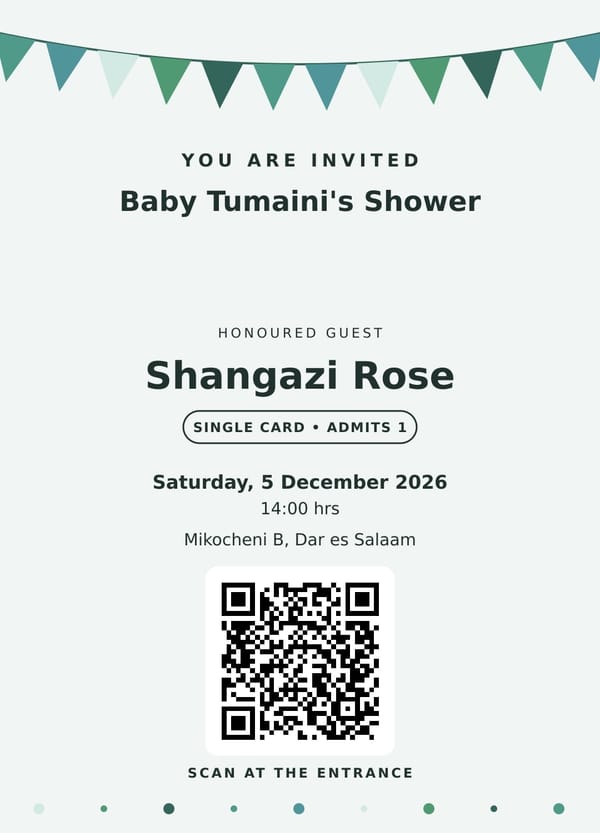 YOU ARE INVITED
Baby Tumaini's Shower
HONOURED GUEST
Shangazi Rose
SINGLE CARD • ADMITS 1
Saturday, 5 December 2026
14:00 hrs
Mikocheni B, Dar es Salaam
SCAN AT THE ENTRANCE